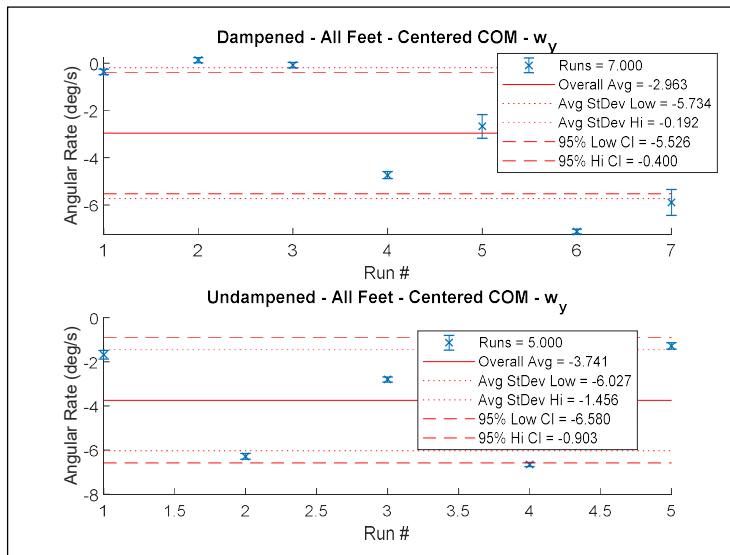 Dampened - All Feet - Centered COM - w_y
Angular Rate (deg/s)
0
-2
-4
-6
1 2 3 4 5 6 7
Run #
Runs = 7.000
Overall Avg = -2.963
Avg StDev Low = -5.734
Avg StDev Hi = -0.192
95% Low CI = -5.526
95% Hi CI = -0.400
Undampened - All Feet - Centered COM - w_y
Angular Rate (deg/s)
0
-2
-4
-6
-8
1 1.5 2 2.5 3 3.5 4 4.5 5
Run #
Runs = 5.000
Overall Avg = -3.741
Avg StDev Low = -6.027
Avg StDev Hi = -1.456
95% Low CI = -6.580
95% Hi CI = -0.903